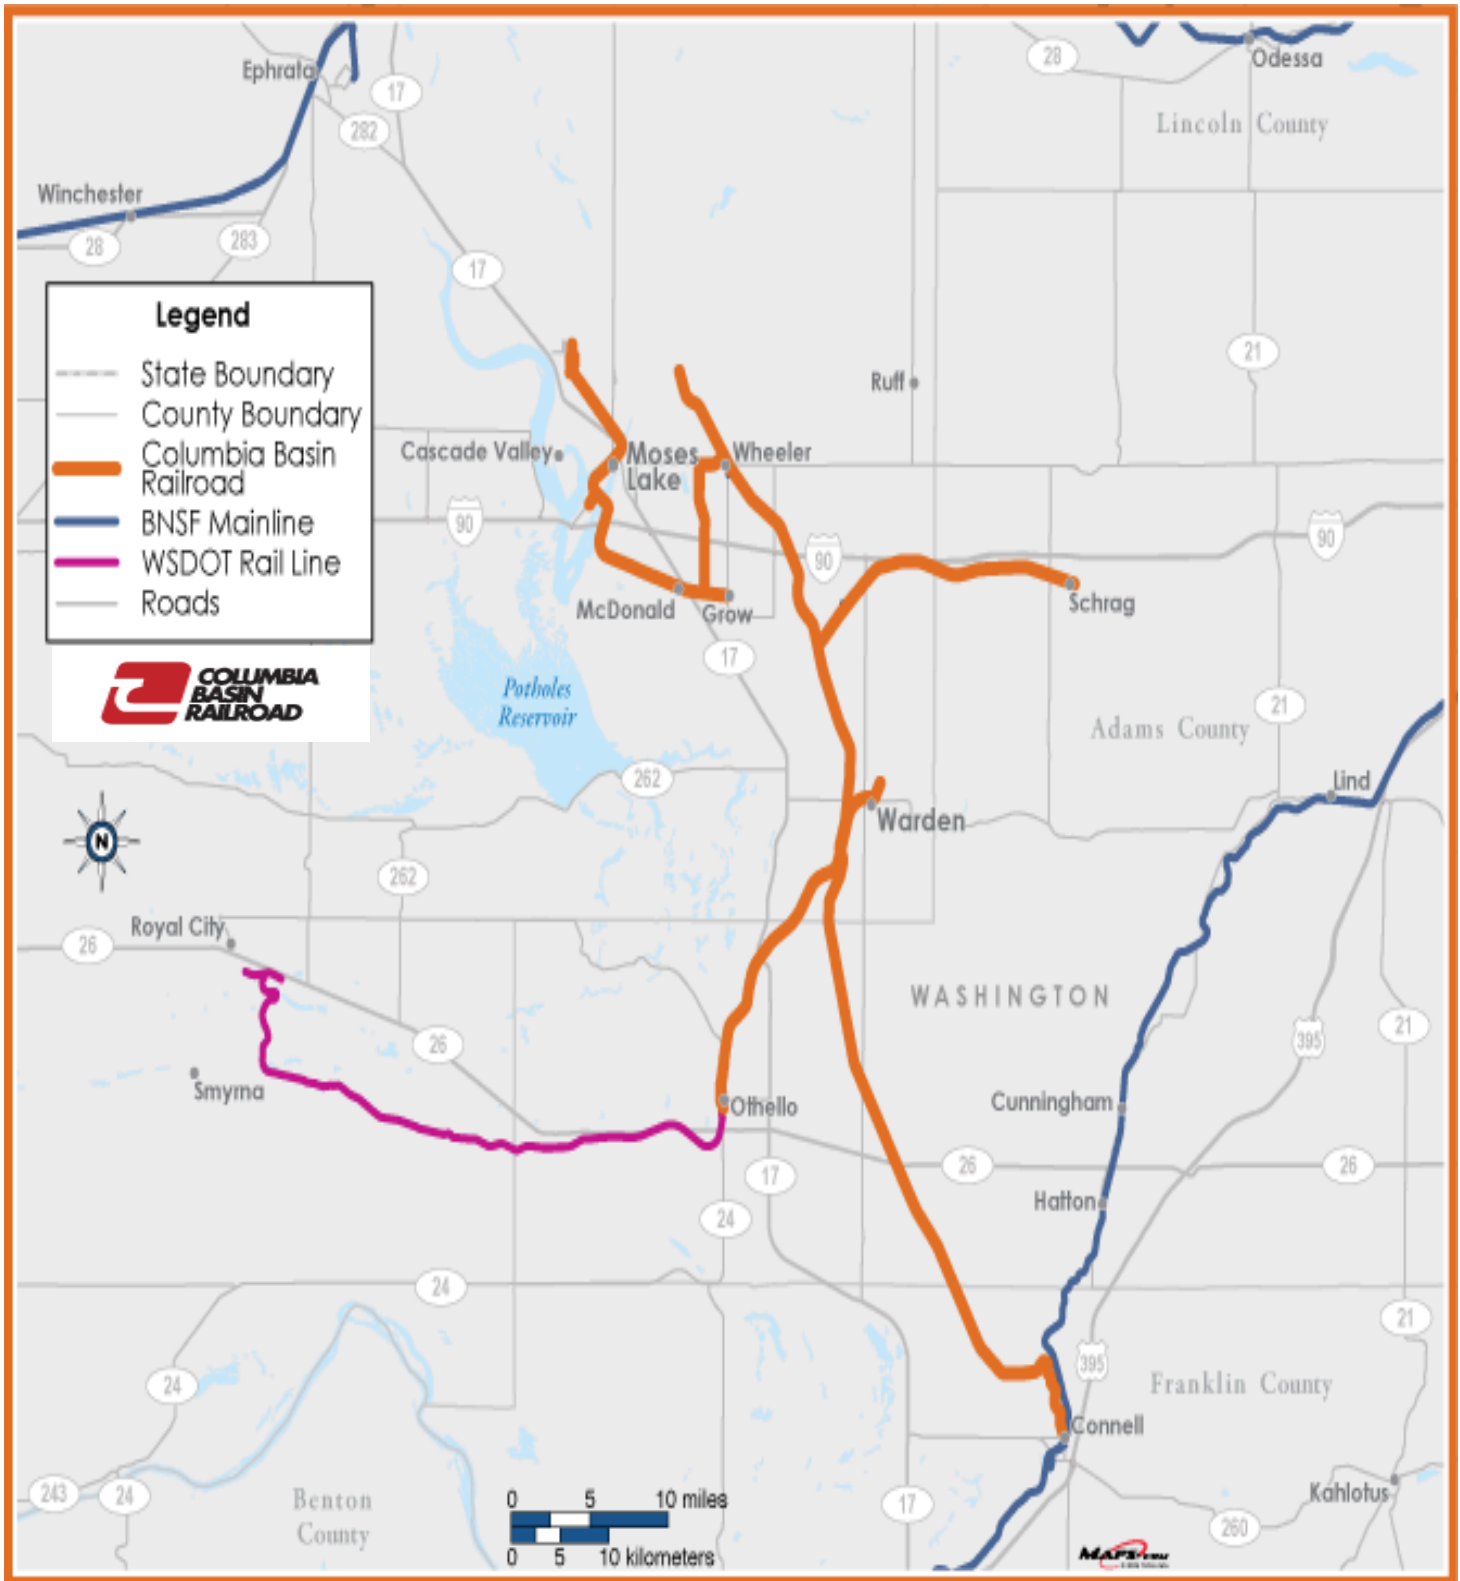 Ephrata
17
282
28
Odessa
Lincoln County
Winchester
28
283
17
Legend
State Boundary
County Boundary
Columbia Basin
Railroad
BNSF Mainline
WSDOT Rail Line
Roads
COLUMBIA
BASIN
RAILROAD
21
Ruff
Cascade Valley
Moses
Lake
Wheeler
90
90
90
McDonald
Grow
Schrag
17
Potholes
Reservoir
21
Adams County
262
Lind
Warden
N
262
Royal City
26
WASHINGTON
26
395
21
Smyrna
Othello
Cunningham
17
26
26
Hatton
24
24
21
395
24
Franklin County
Connell
243
24
Benton
County
0 5 10 miles
0 5 10 kilometers
17
Kahlotus
260
MAPS.com